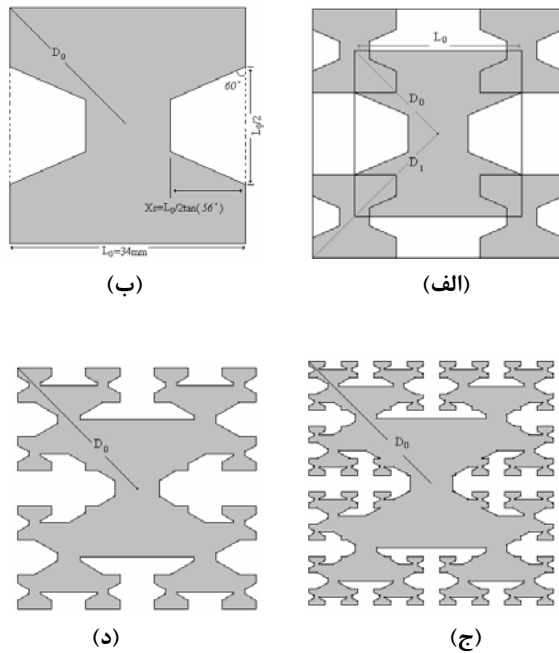 D₀
60°
L₀/2
Xs=L₀/2tan(56°)
L₀=34mm
(ب)
L₀
D₀
D₁
(الف)
D₀
(د)
D₀
(ج)